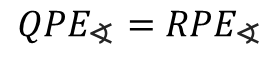 QPE∢ = RPE∢